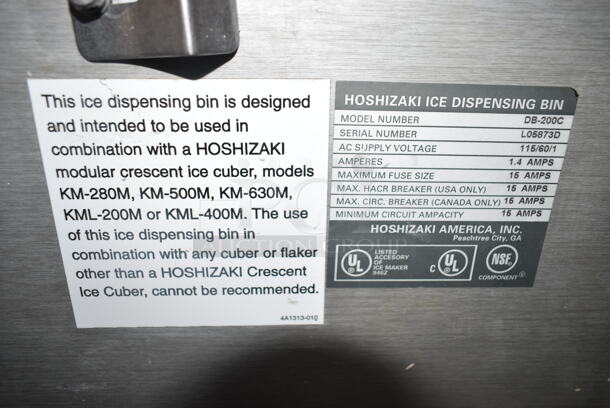 This ice dispensing bin is designed
and intended to be used in
combination with a HOSHIZAKI
modular crescent ice cuber, models
KM-280M, KM-500M, KM-630M,
KML-200M or KML-400M. The use
of this ice dispensing bin in
combination with any cuber or flaker
other than a HOSHIZAKI Crescent
Ice Cuber, cannot be recommended.
4A1313-010
HOSHIZAKI ICE DISPENSING BIN
MODEL NUMBER DB-200C
SERIAL NUMBER L05873D
AC SUPPLY VOLTAGE 115/60/1
AMPERES 1.4 AMPS
MAXIMUM FUSE SIZE 15 AMPS
MAX. HACR BREAKER (USA ONLY) 15 AMPS
MAX. CIRC. BREAKER (CANADA ONLY) 15 AMPS
MINIMUM CIRCUIT AMPACITY 15 AMPS
HOSHIZAKI AMERICA, INC.
Peachtree City, GA
UL
LISTED
ACCESORY OF
ICE MAKER
946Z
C UL
NSF
COMPONENT